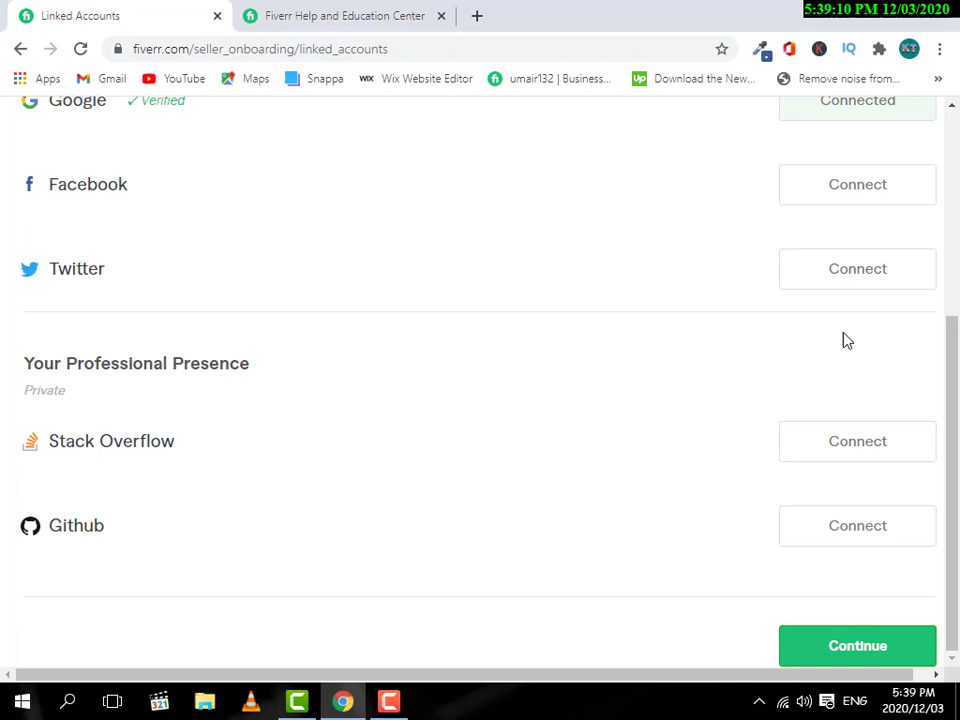 5:39:10 PM 12/03/2020
Linked Accounts
Fiverr Help and Education Center
fiverr.com/seller_onboarding/linked_accounts
Apps
Gmail
YouTube
Maps
Snappa
WIX Wix Website Editor
umair132 | Business...
Up Download the New...
Remove noise from...
»
Google ✓ Verified
Connected
Facebook
Connect
Twitter
Connect
Your Professional Presence
Private
Stack Overflow
Connect
Github
Connect
Continue
ENG
5:39 PM
2020/12/03